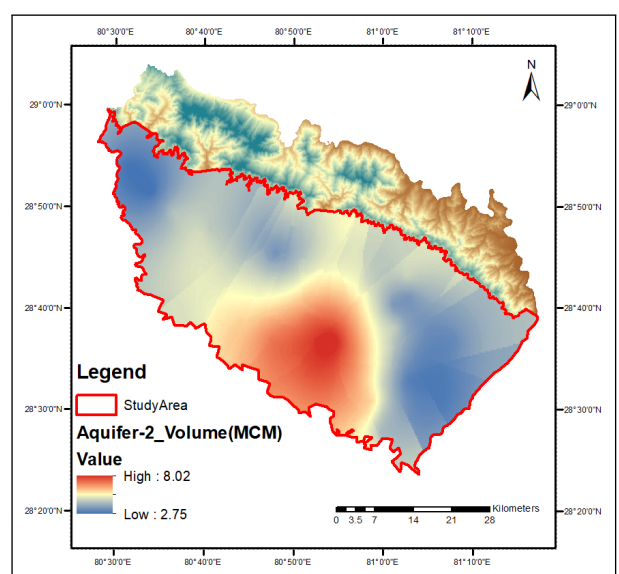 80°30'0"E 80°40'0"E 80°50'0"E 81°0'0"E 81°10'0"E
N
29°0'0"N 29°0'0"N
28°50'0"N 28°50'0"N
28°40'0"N 28°40'0"N
28°30'0"N 28°30'0"N
28°20'0"N 28°20'0"N
Legend
StudyArea
Aquifer-2_Volume(MCM)
Value
High : 8.02
Low : 2.75
Kilometers
0 3.5 7 14 21 28
80°30'0"E 80°40'0"E 80°50'0"E 81°0'0"E 81°10'0"E